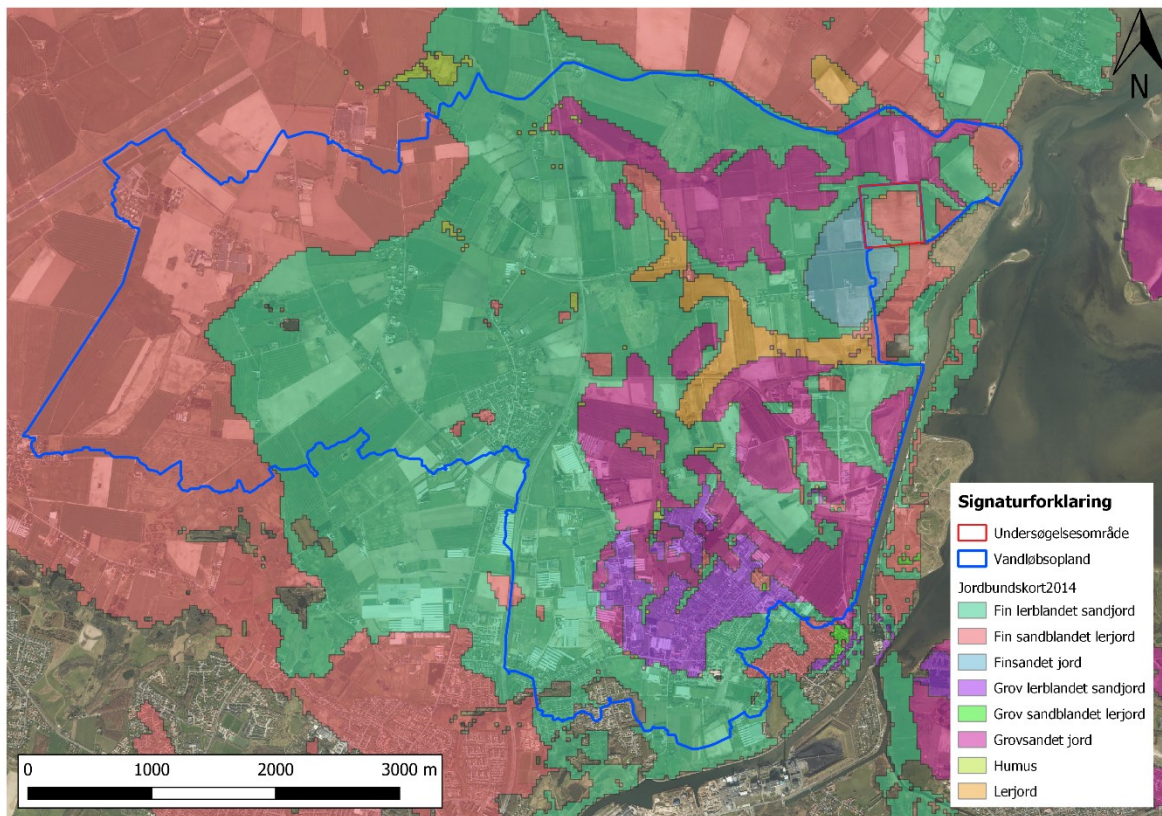 N
Signaturforklaring
Undersøgelsesområde
Vandløbsopland
Jordbundskort2014
Fin lerblandet sandjord
Fin sandblandet lerjord
Finsandet jord
Grov lerblandet sandjord
Grov sandblandet lerjord
Grovsandet jord
Humus
Lerjord
0 1000 2000 3000 m